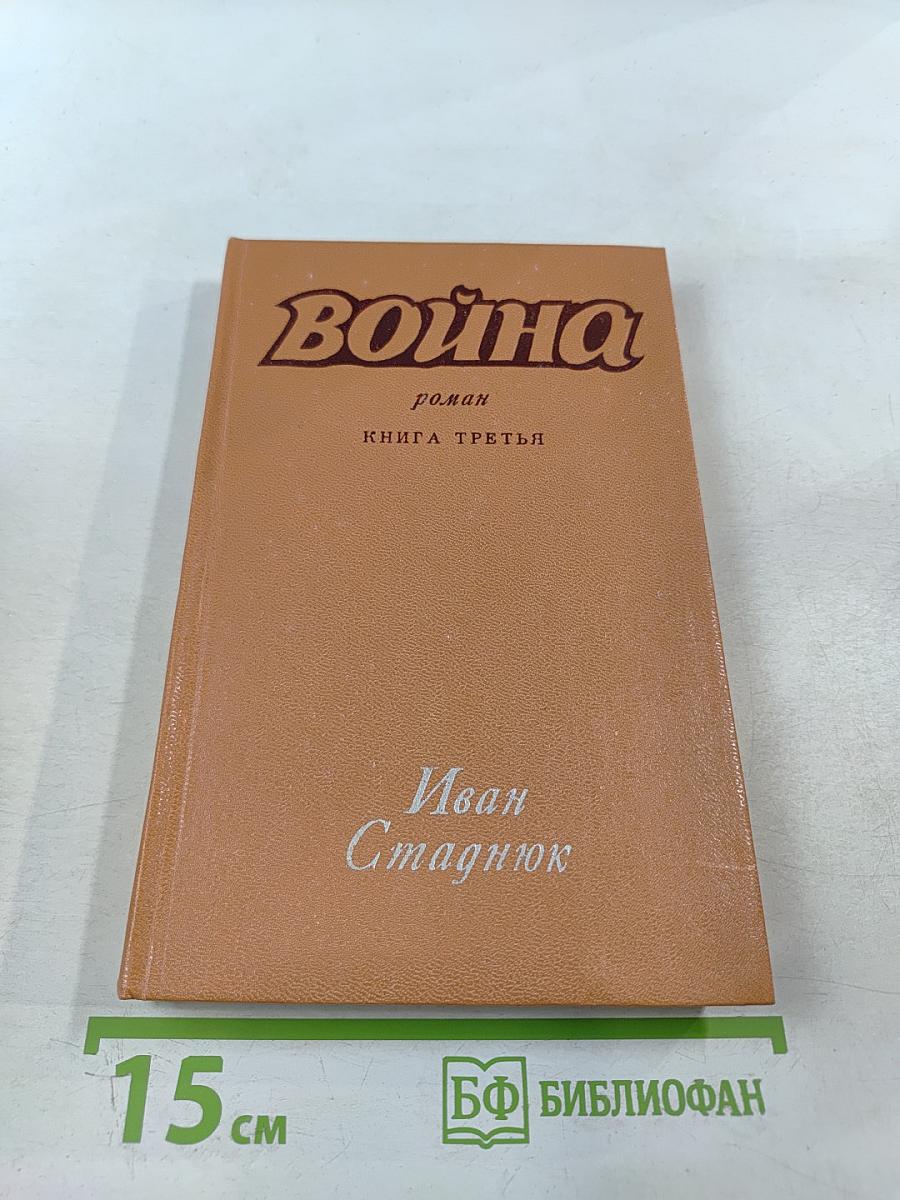 ВОЙНА
роман
КНИГА ТРЕТЬЯ
Иван
Стаднюк
15 см
БФ БИБЛИОФАН